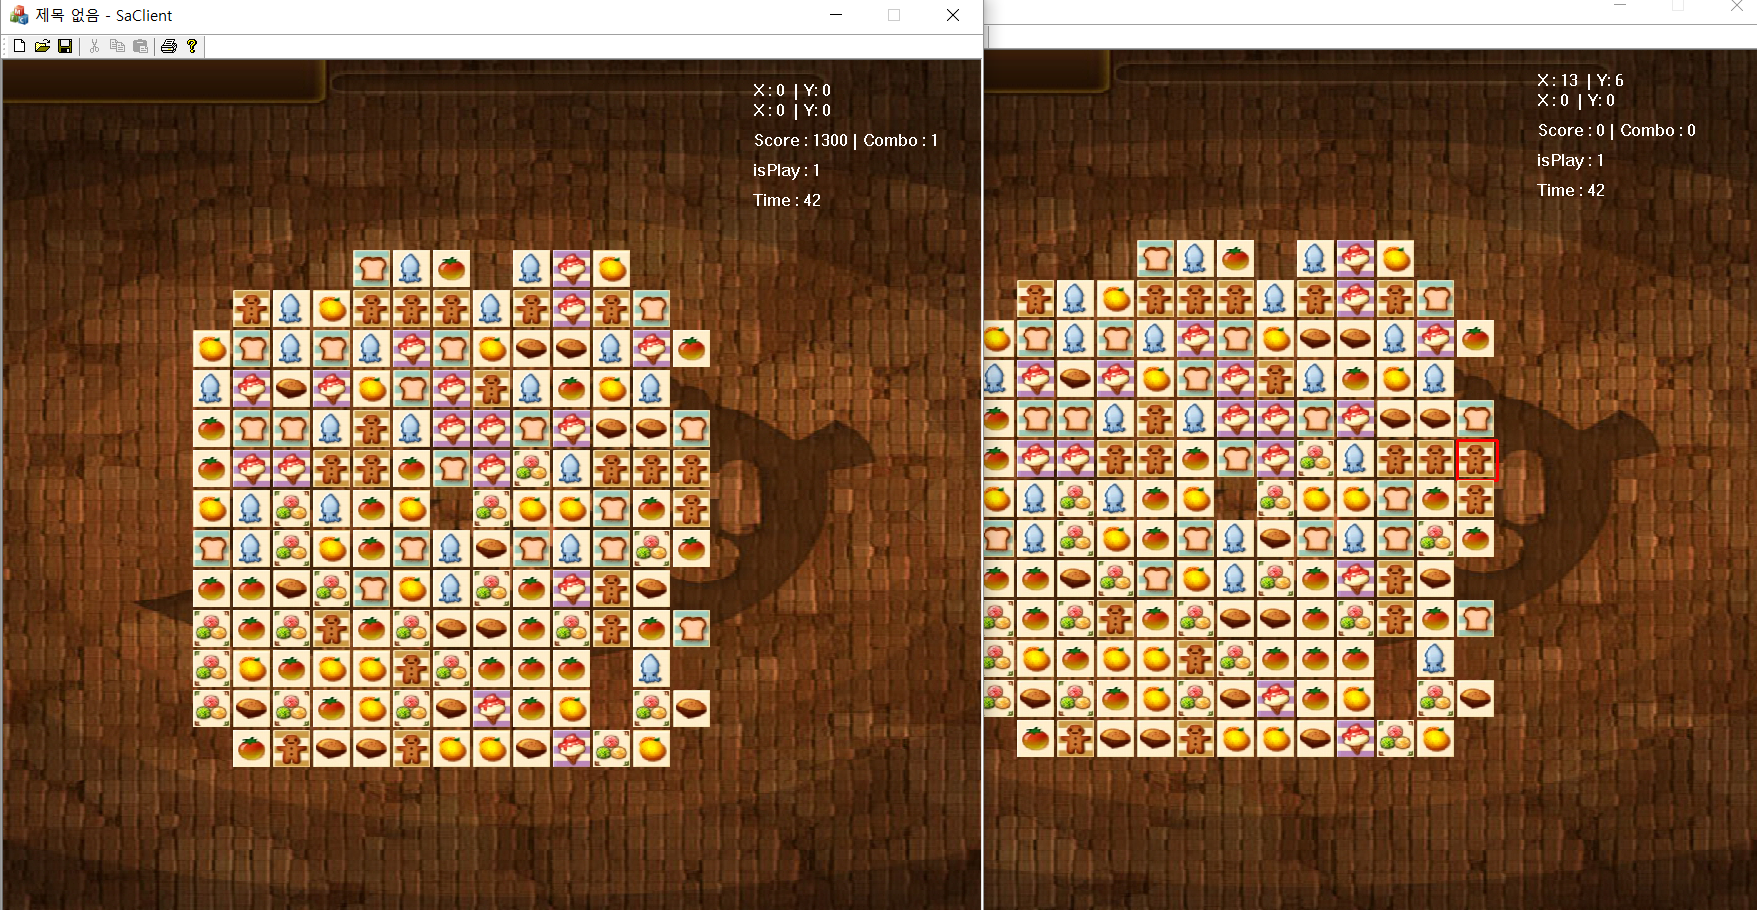 제목 없음 - SaClient
X : 0 | Y: 0
X : 0 | Y: 0
Score : 1300 | Combo : 1
isPlay : 1
Time : 42
X : 13 | Y: 6
X : 0 | Y: 0
Score : 0 | Combo : 0
isPlay : 1
Time : 42